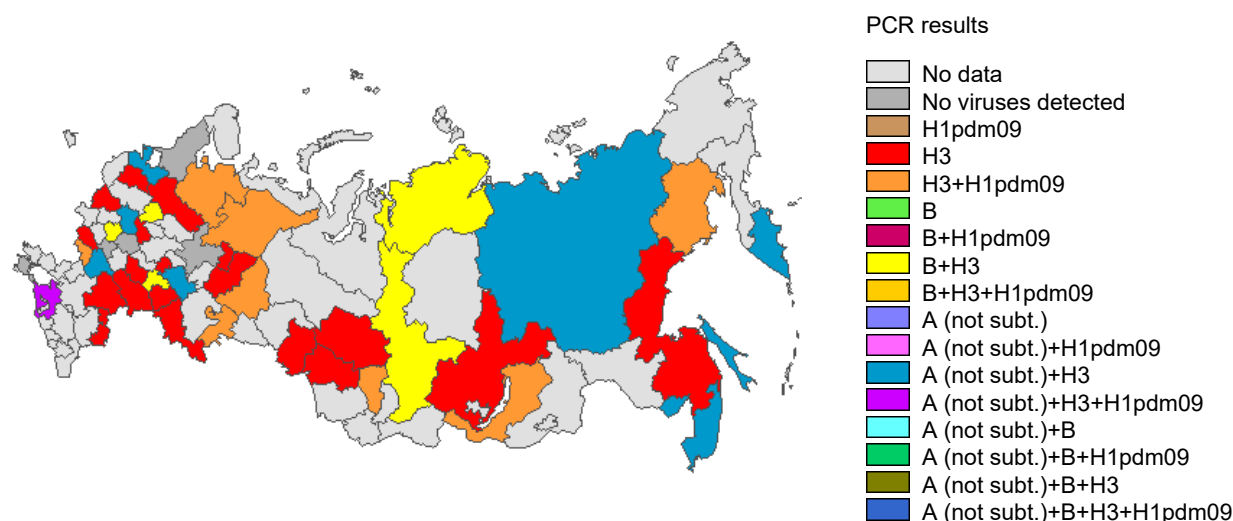 PCR results
No data
No viruses detected
H1pdm09
H3
H3+H1pdm09
B
B+H1pdm09
B+H3
B+H3+H1pdm09
A (not subt.)
A (not subt.)+H1pdm09
A (not subt.)+H3
A (not subt.)+H3+H1pdm09
A (not subt.)+B
A (not subt.)+B+H1pdm09
A (not subt.)+B+H3
A (not subt.)+B+H3+H1pdm09